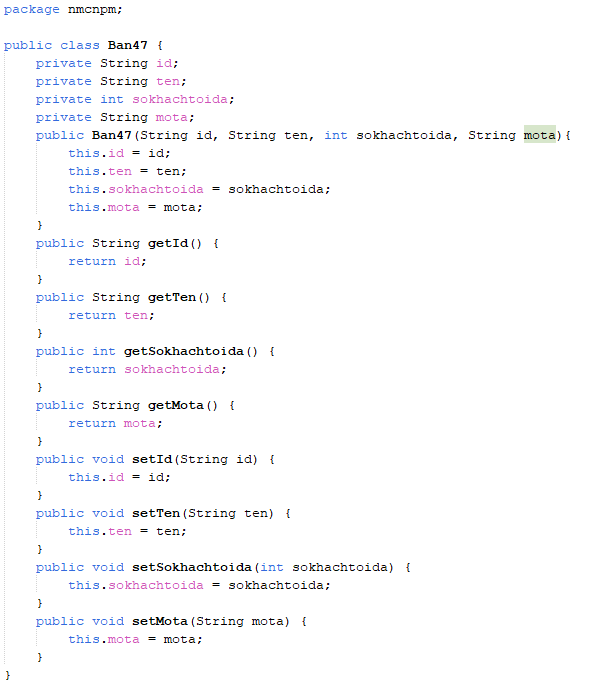 package nmcnpm;
public class Ban47 {
private String id;
private String ten;
private int sokhachtoida;
private String mota;
public Ban47(String id, String ten, int sokhachtoida, String mota){
this.id = id;
this.ten = ten;
this.sokhachtoida = sokhachtoida;
this.mota = mota;
}
public String getId() {
return id;
}
public String getTen() {
return ten;
}
public int getSokhachtoida() {
return sokhachtoida;
}
public String getMota() {
return mota;
}
public void setId(String id) {
this.id = id;
}
public void setTen(String ten) {
this.ten = ten;
}
public void setSokhachtoida(int sokhachtoida) {
this.sokhachtoida = sokhachtoida;
}
public void setMota(String mota) {
this.mota = mota;
}
}